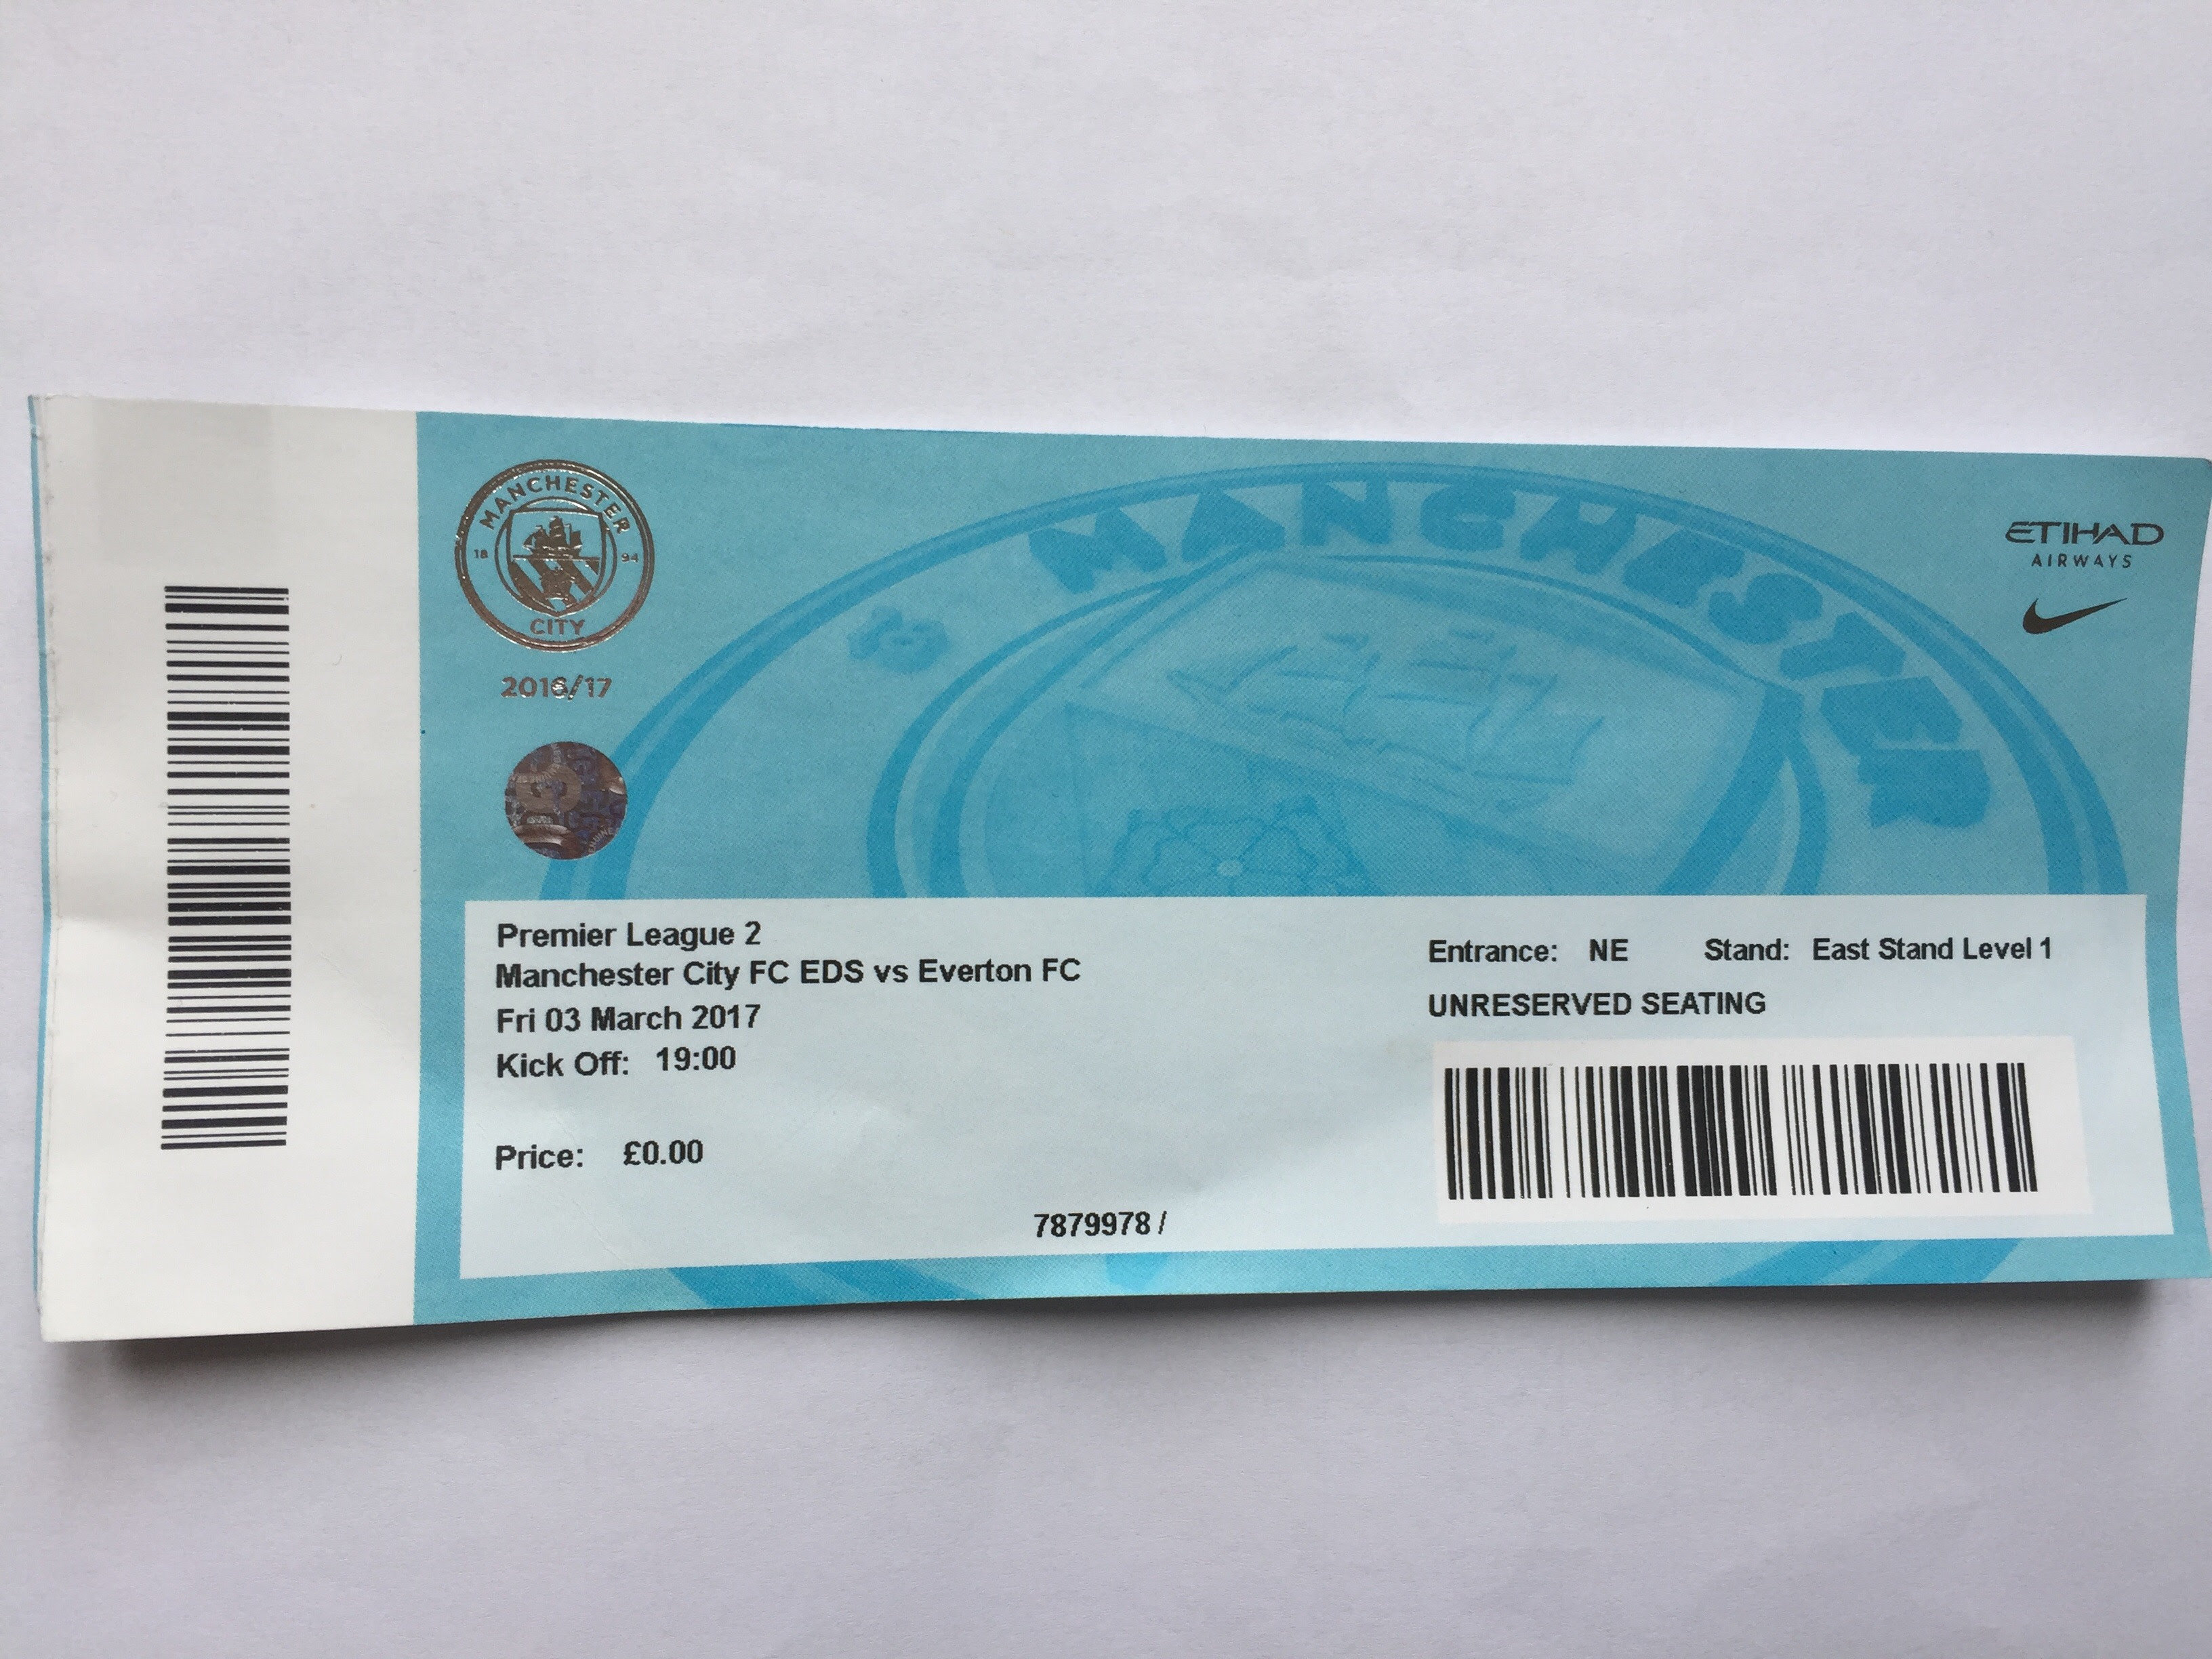 MANCHESTER
18 94
CITY
2016/17
MANCHESTER
18
ETIHAD
AIRWAYS
Premier League 2
Manchester City FC EDS vs Everton FC
Fri 03 March 2017
Kick Off: 19:00
Price: £0.00
7879978 /
Entrance: NE Stand: East Stand Level 1
UNRESERVED SEATING